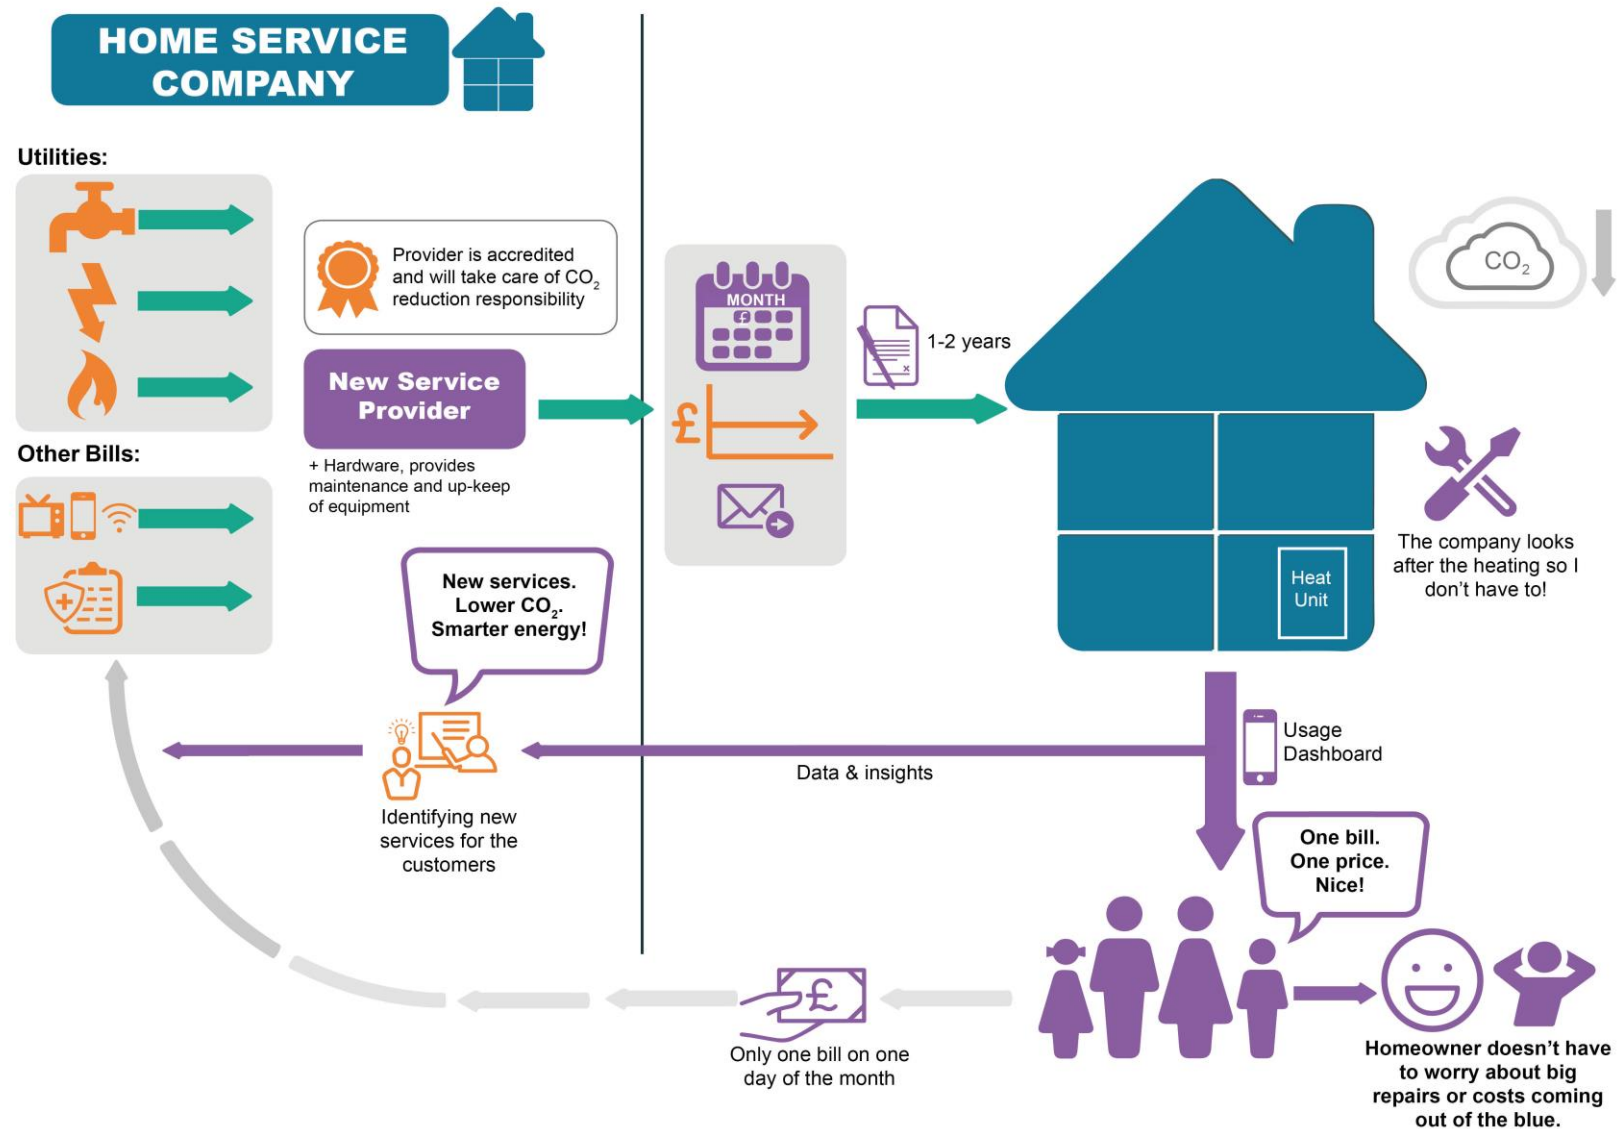 HOME SERVICE
COMPANY
Utilities:
Provider is accredited
and will take care of CO₂
reduction responsibility
New Service
Provider
+ Hardware, provides
maintenance and up-keep
of equipment
Other Bills:
MONTH
£
1-2 years
CO₂
The company looks
after the heating so I
don't have to!
Heat
Unit
New services.
Lower CO₂.
Smarter energy!
Identifying new
services for the
customers
Data & insights
Usage
Dashboard
One bill.
One price.
Nice!
£
Only one bill on one
day of the month
Homeowner doesn't have
to worry about big
repairs or costs coming
out of the blue.